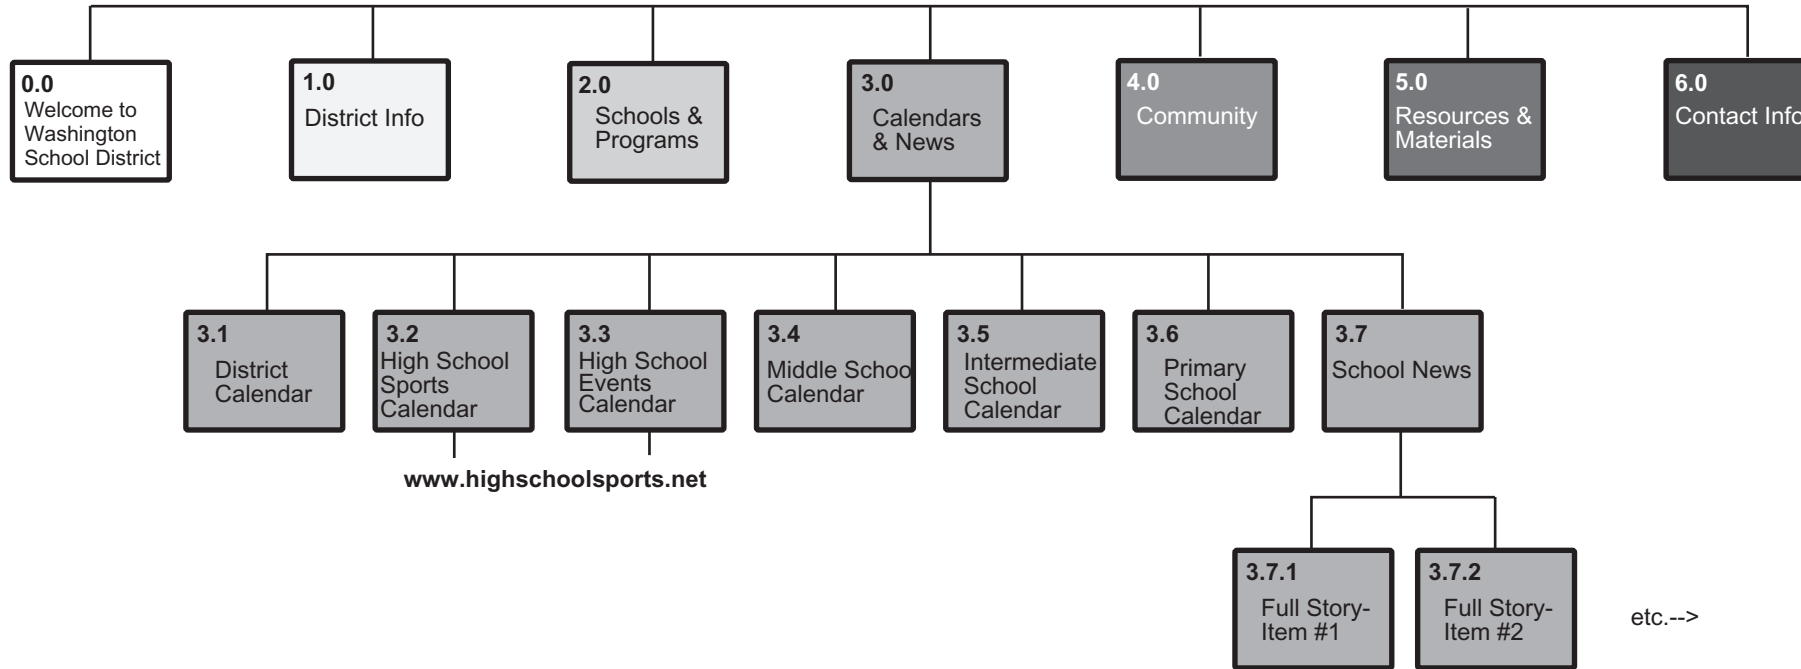 0.0
Welcome to
Washington
School District
1.0
District Info
2.0
Schools &
Programs
3.0
Calendars
& News
4.0
Community
5.0
Resources &
Materials
6.0
Contact Info
3.1
District
Calendar
3.2
High School
Sports
Calendar
3.3
High School
Events
Calendar
3.4
Middle School
Calendar
3.5
Intermediate
School
Calendar
3.6
Primary
School
Calendar
3.7
School News
www.highschoolsports.net
3.7.1
Full Story-
Item #1
3.7.2
Full Story-
Item #2
etc.-->